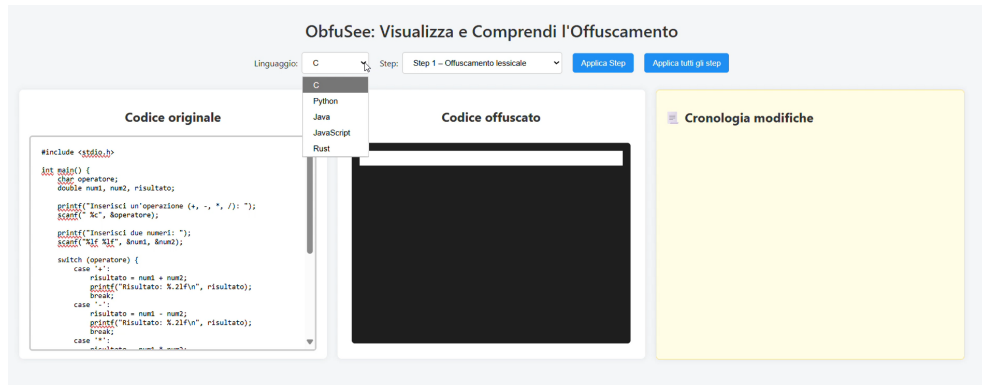 ObfuSee: Visualizza e Comprendi l'Offuscamento
Linguaggio: C Step: Step 1 – Offuscamento lessicale Applica Step Applica tutti gli step
C
Python
Java
JavaScript
Rust
Codice originale
#include <stdio.h>
int main() {
char operatore;
double num1, num2, risultato;
printf("Inserisci un'operazione (+, -, *, /): ");
scanf(" %c", &operatore);
printf("Inserisci due numeri: ");
scanf("%lf %lf", &num1, &num2);
switch (operatore) {
case '+':
risultato = num1 + num2;
printf("Risultato: %.2lf\n", risultato);
break;
case '-':
risultato = num1 - num2;
printf("Risultato: %.2lf\n", risultato);
break;
case '*':
risultato = num1 * num2;
Codice offuscato
Cronologia modifiche